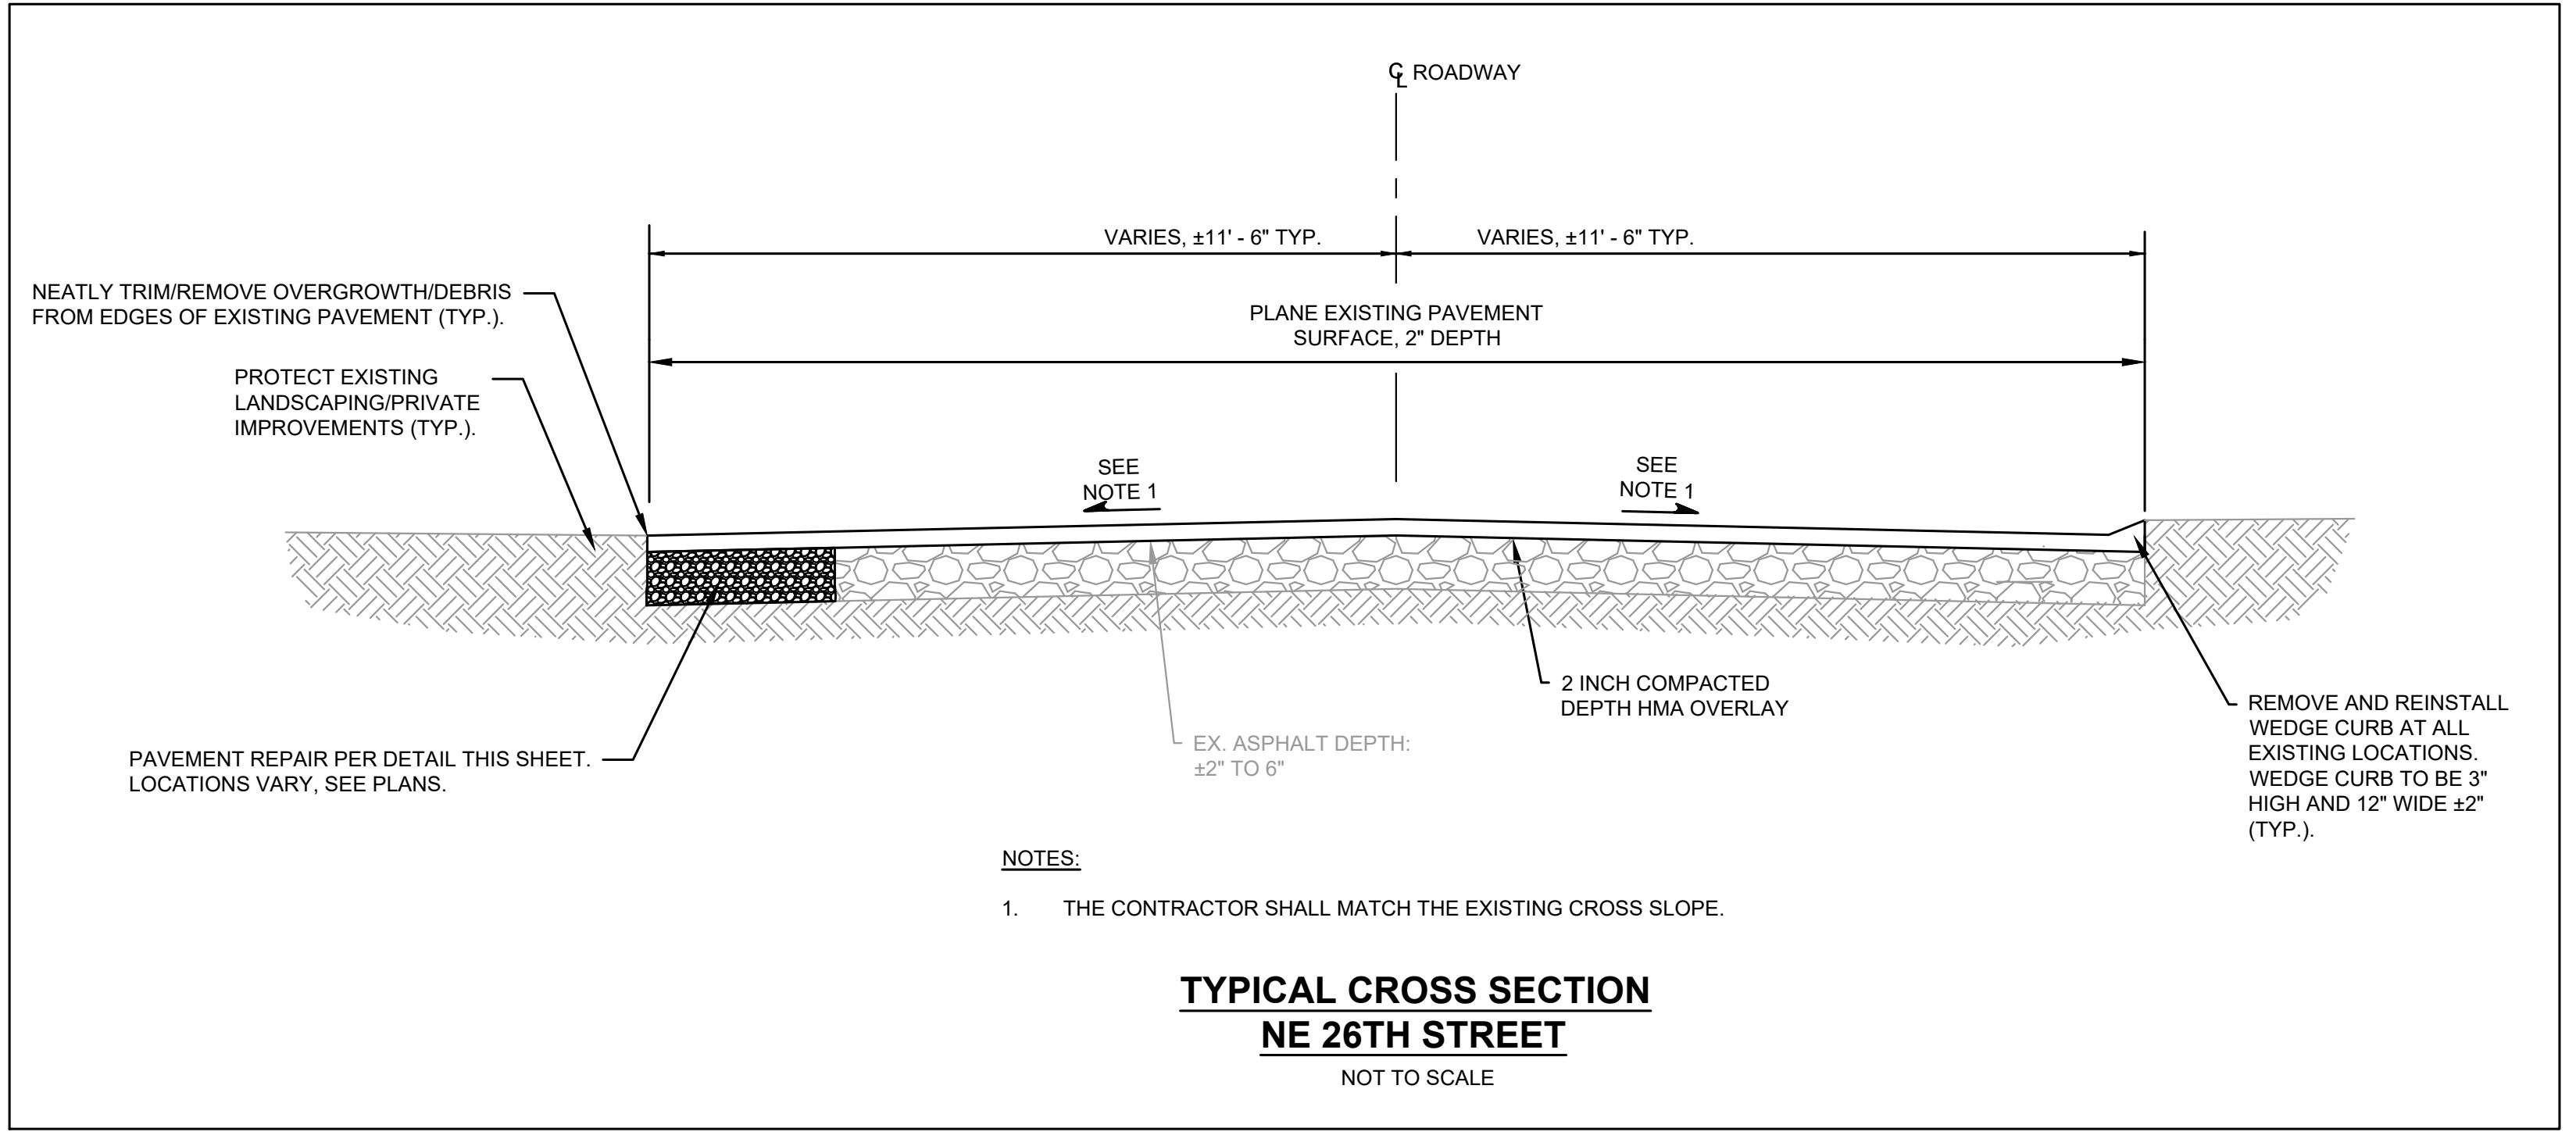 ℄ ROADWAY
VARIES, ±11' - 6" TYP.
VARIES, ±11' - 6" TYP.
NEATLY TRIM/REMOVE OVERGROWTH/DEBRIS
FROM EDGES OF EXISTING PAVEMENT (TYP.).
PLANE EXISTING PAVEMENT
SURFACE, 2" DEPTH
PROTECT EXISTING
LANDSCAPING/PRIVATE
IMPROVEMENTS (TYP.).
SEE
NOTE 1
SEE
NOTE 1
2 INCH COMPACTED
DEPTH HMA OVERLAY
REMOVE AND REINSTALL
WEDGE CURB AT ALL
EXISTING LOCATIONS.
WEDGE CURB TO BE 3"
HIGH AND 12" WIDE ±2"
(TYP.).
EX. ASPHALT DEPTH:
±2" TO 6"
PAVEMENT REPAIR PER DETAIL THIS SHEET.
LOCATIONS VARY, SEE PLANS.
NOTES:
1. THE CONTRACTOR SHALL MATCH THE EXISTING CROSS SLOPE.
TYPICAL CROSS SECTION
NE 26TH STREET
NOT TO SCALE